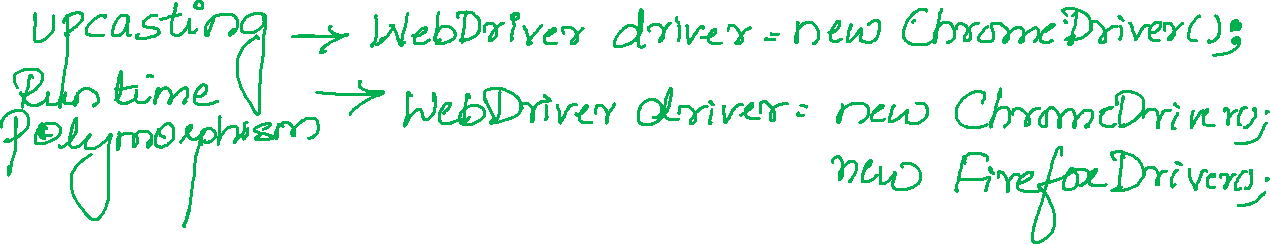 Upcasting → WebDriver driver = new ChromeDriver();
Runtime → WebDriver driver = new ChromeDriver();
Polymorphism
new FirefoxDriver();